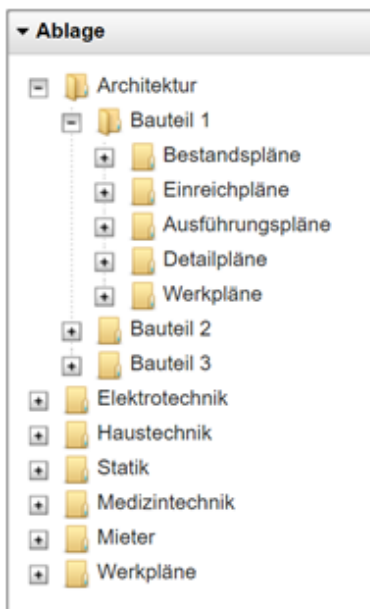 Ablage
Architektur
Bauteil 1
Bestandspläne
Einreichpläne
Ausführungspläne
Detailpläne
Werkpläne
Bauteil 2
Bauteil 3
Elektrotechnik
Haustechnik
Statik
Medizintechnik
Mieter
Werkpläne